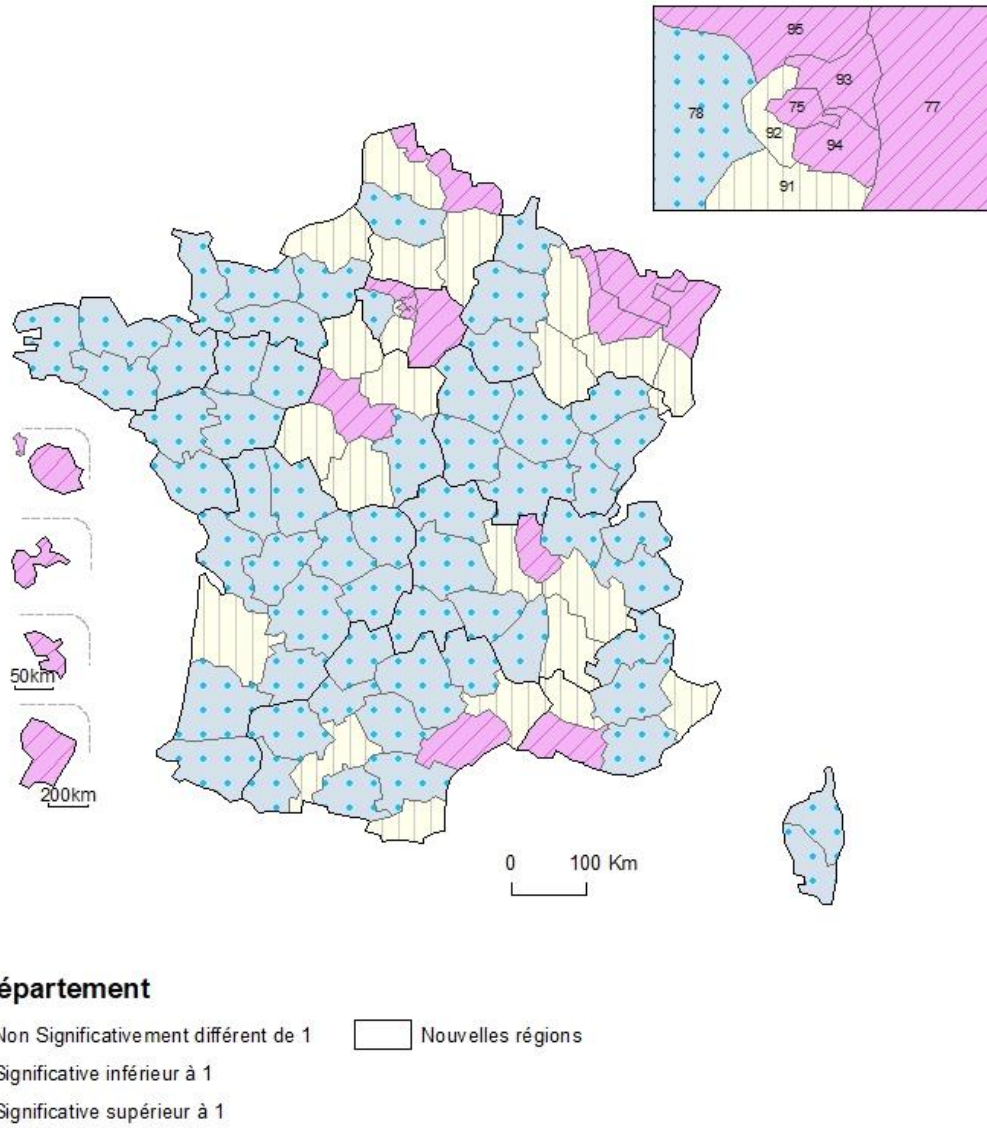 95
93
78
75
77
92
94
91
50km
200km
0 100 Km
épartement
Non Significativement différent de 1
Nouvelles régions
Significative inférieur à 1
Significative supérieur à 1